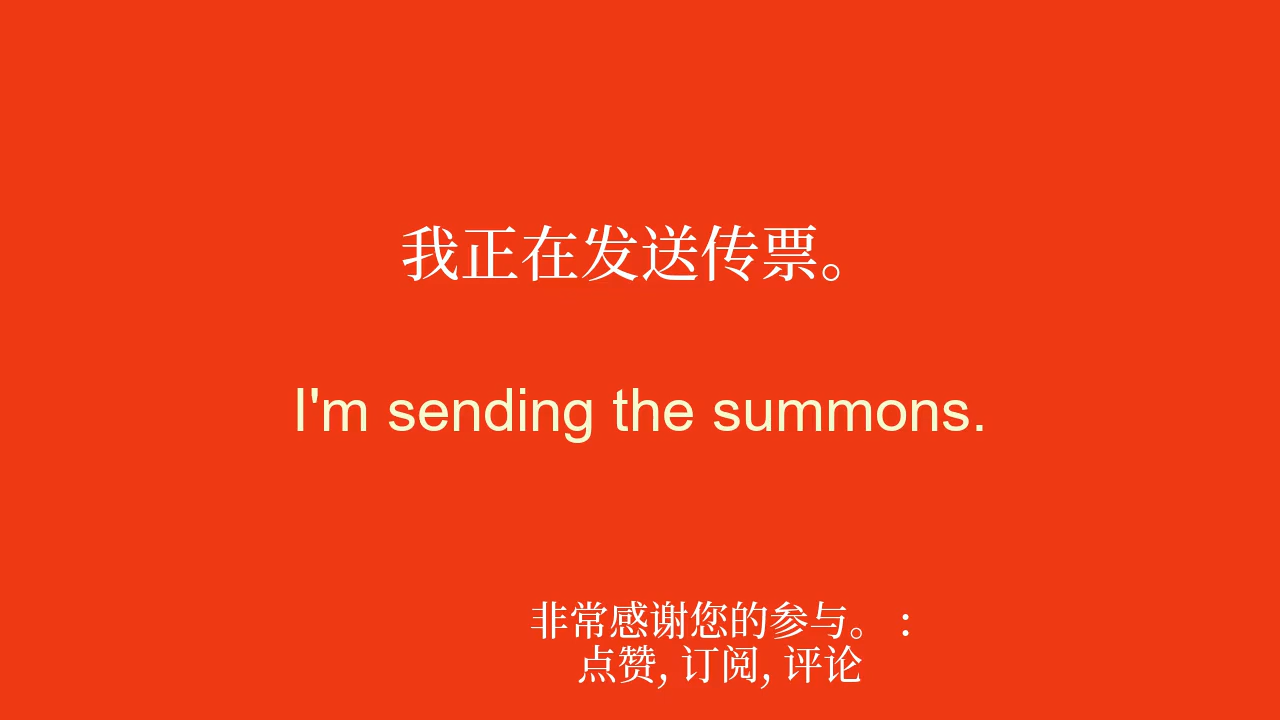 我正在发送传票。
I'm sending the summons.
非常感谢您的参与。 :
点赞, 订阅, 评论